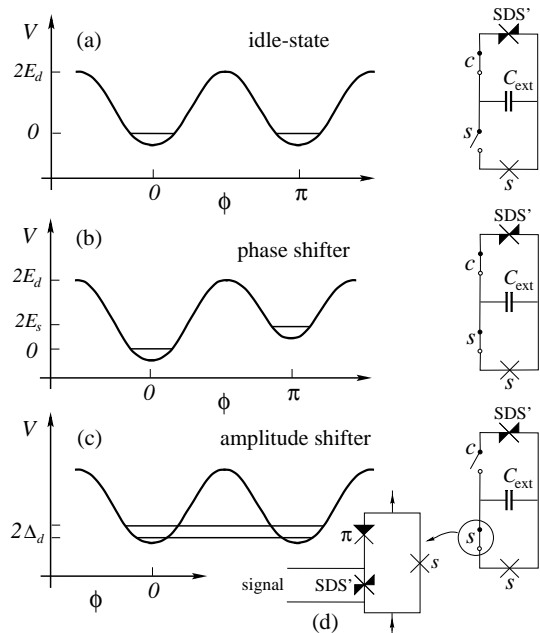 V (a) idle-state
2E_d
0
0 ϕ π
SDS'
c C_ext
s
s
V (b) phase shifter
2E_d
2E_s
0
0 ϕ π
SDS'
c C_ext
s
s
V (c) amplitude shifter
2Δ_d
ϕ 0
SDS'
c C_ext
s
s
π
s
signal SDS'
(d)